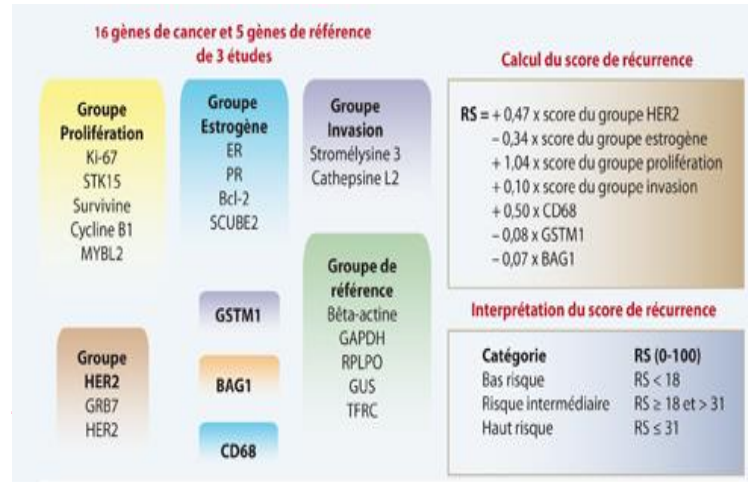 16 gènes de cancer et 5 gènes de référence
de 3 études
Groupe
Prolifération
Ki-67
STK15
Survivine
Cycline B1
MYBL2
Groupe
Estrogène
ER
PR
Bcl-2
SCUBE2
Groupe
Invasion
Stromélysine 3
Cathepsine L2
Groupe
HER2
GRB7
HER2
GSTM1
BAG1
CD68
Groupe de
référence
Bêta-actine
GAPDH
RPLPO
GUS
TFRC
Calcul du score de récurrence
RS = + 0,47 x score du groupe HER2
– 0,34 x score du groupe estrogène
+ 1,04 x score du groupe prolifération
+ 0,10 x score du groupe invasion
+ 0,50 x CD68
– 0,08 x GSTM1
– 0,07 x BAG1
Interprétation du score de récurrence
Catégorie RS (0-100)
Bas risque RS < 18
Risque intermédiaire RS ≥ 18 et > 31
Haut risque RS ≤ 31